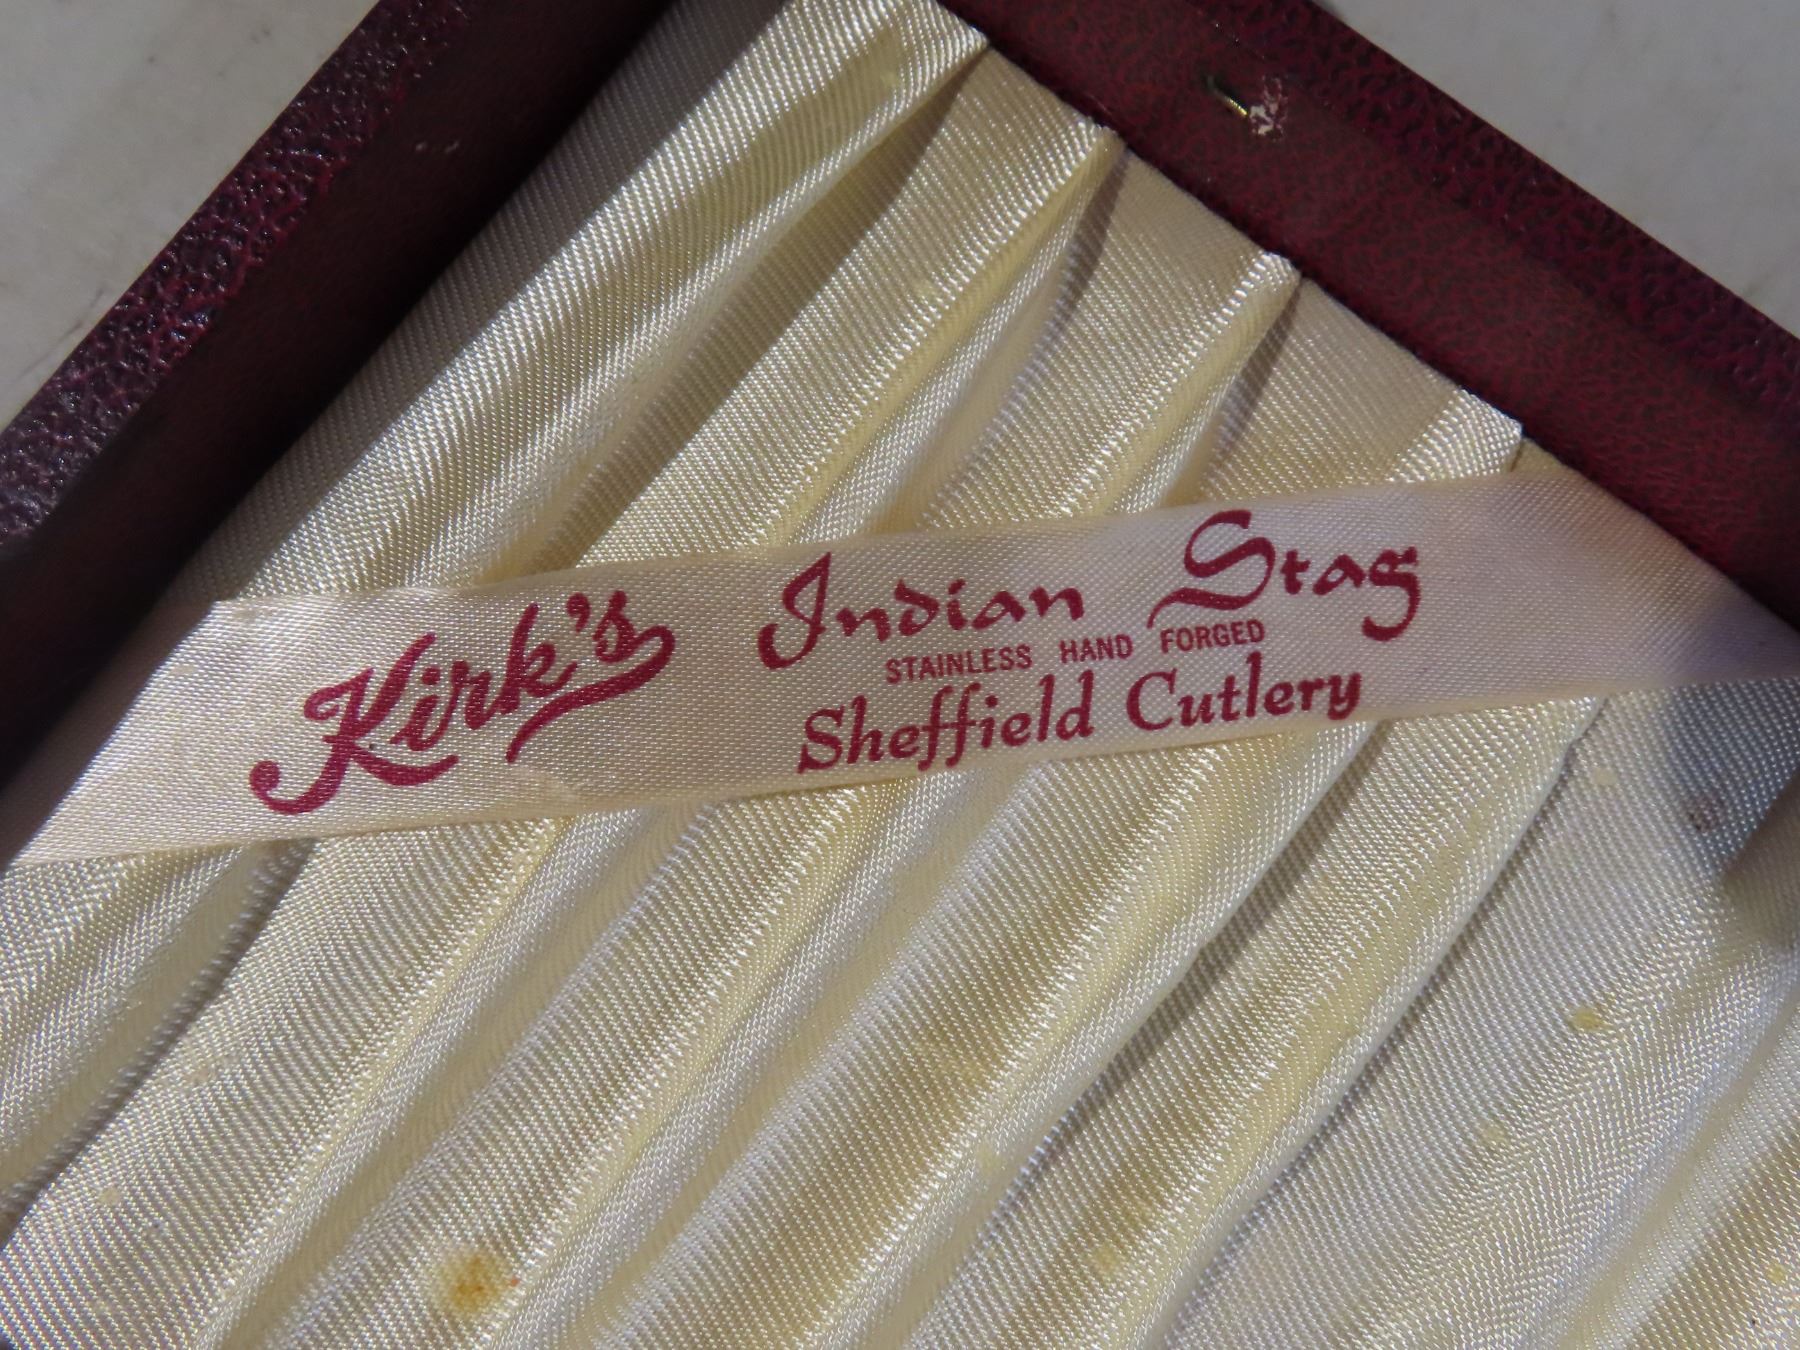 Kirk's
Indian Stag
STAINLESS HAND FORGED
Sheffield Cutlery